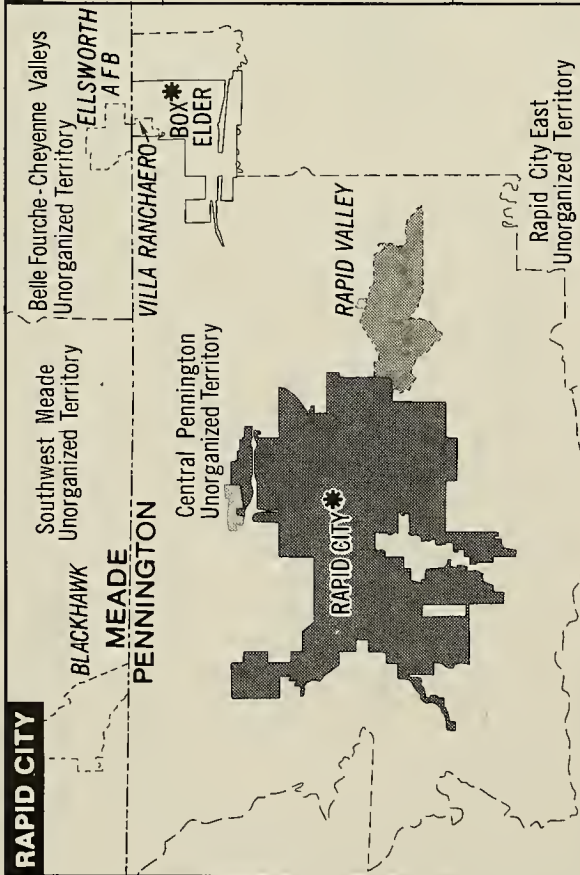 RAPID CITY
BLACKHAWK
Southwest Meade
Unorganized Territory
Belle Fourche-Cheyenne Valleys
Unorganized Territory
ELLSWORTH
AFB
MEADE
PENNINGTON
VILLA RANCHAERO
BOX
ELDER
Central Pennington
Unorganized Territory
RAPID VALLEY
RAPID CITY
Rapid City East
Unorganized Territory